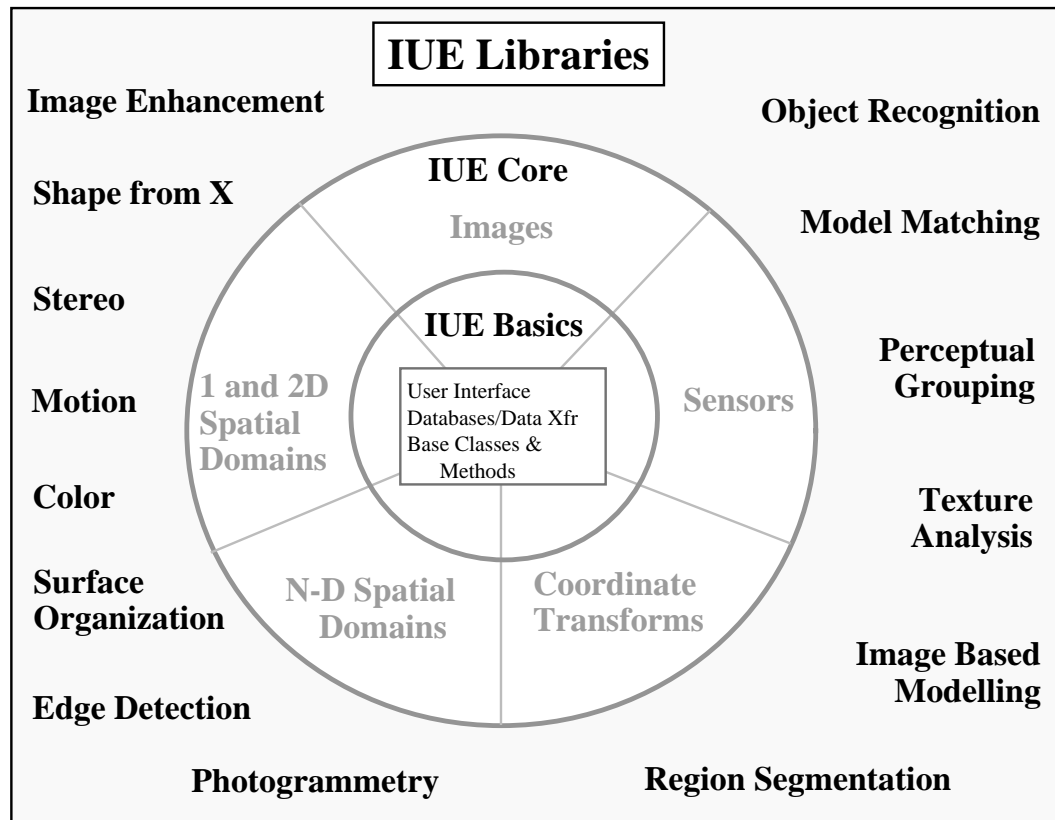 IUE Libraries
Image Enhancement
Object Recognition
IUE Core
Shape from X
Model Matching
Images
Stereo
IUE Basics
Perceptual
Grouping
Motion
1 and 2D
Spatial
Domains
User Interface
Databases/Data Xfr
Base Classes &
Methods
Sensors
Color
Texture
Analysis
Surface
Organization
N-D Spatial
Domains
Coordinate
Transforms
Image Based
Modelling
Edge Detection
Photogrammetry
Region Segmentation